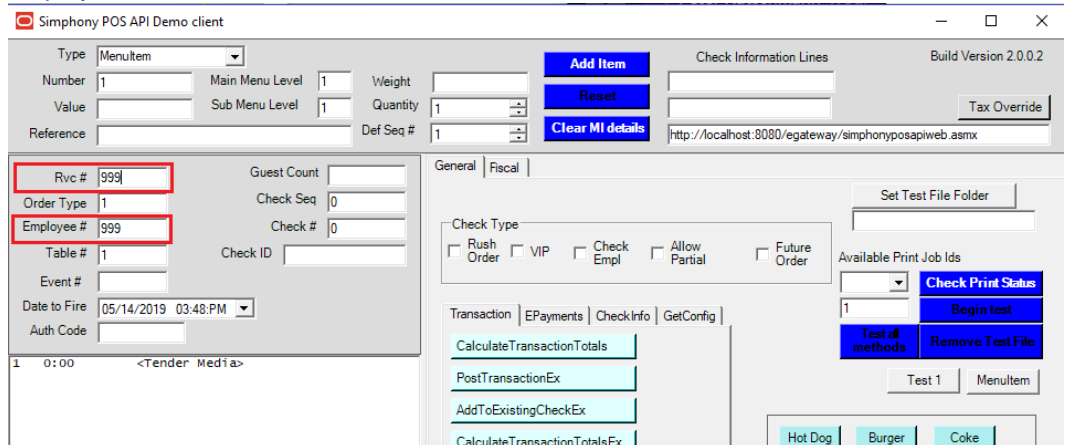 Simphony POS API Demo client
Type MenuItem Add Item Check Information Lines Build Version 2.0.0.2
Number 1 Main Menu Level 1 Weight Reset
Value Sub Menu Level 1 Quantity 1 Tax Override
Reference Def Seq # 1 Clear MI details http://localhost:8080/egateway/simphonyposapiweb.asmx
Rvc # 999 Guest Count General Fiscal
Order Type 1 Check Seq 0 Set Test File Folder
Employee # 999 Check # 0 Check Type
Table # 1 Check ID Rush Order VIP Check Empl Allow Partial Future Order Available Print Job Ids
Event # Check Print Status
Date to Fire 05/14/2019 03:48:PM Transaction EPayments CheckInfo GetConfig 1 Begin test
Auth Code CalculateTransactionTotals Test all methods Remove Test File
1 0:00 <Tender Media>
PostTransactionEx Test 1 MenuItem
AddToExistingCheckEx
CalculateTransactionTotalsEx Hot Dog Burger Coke